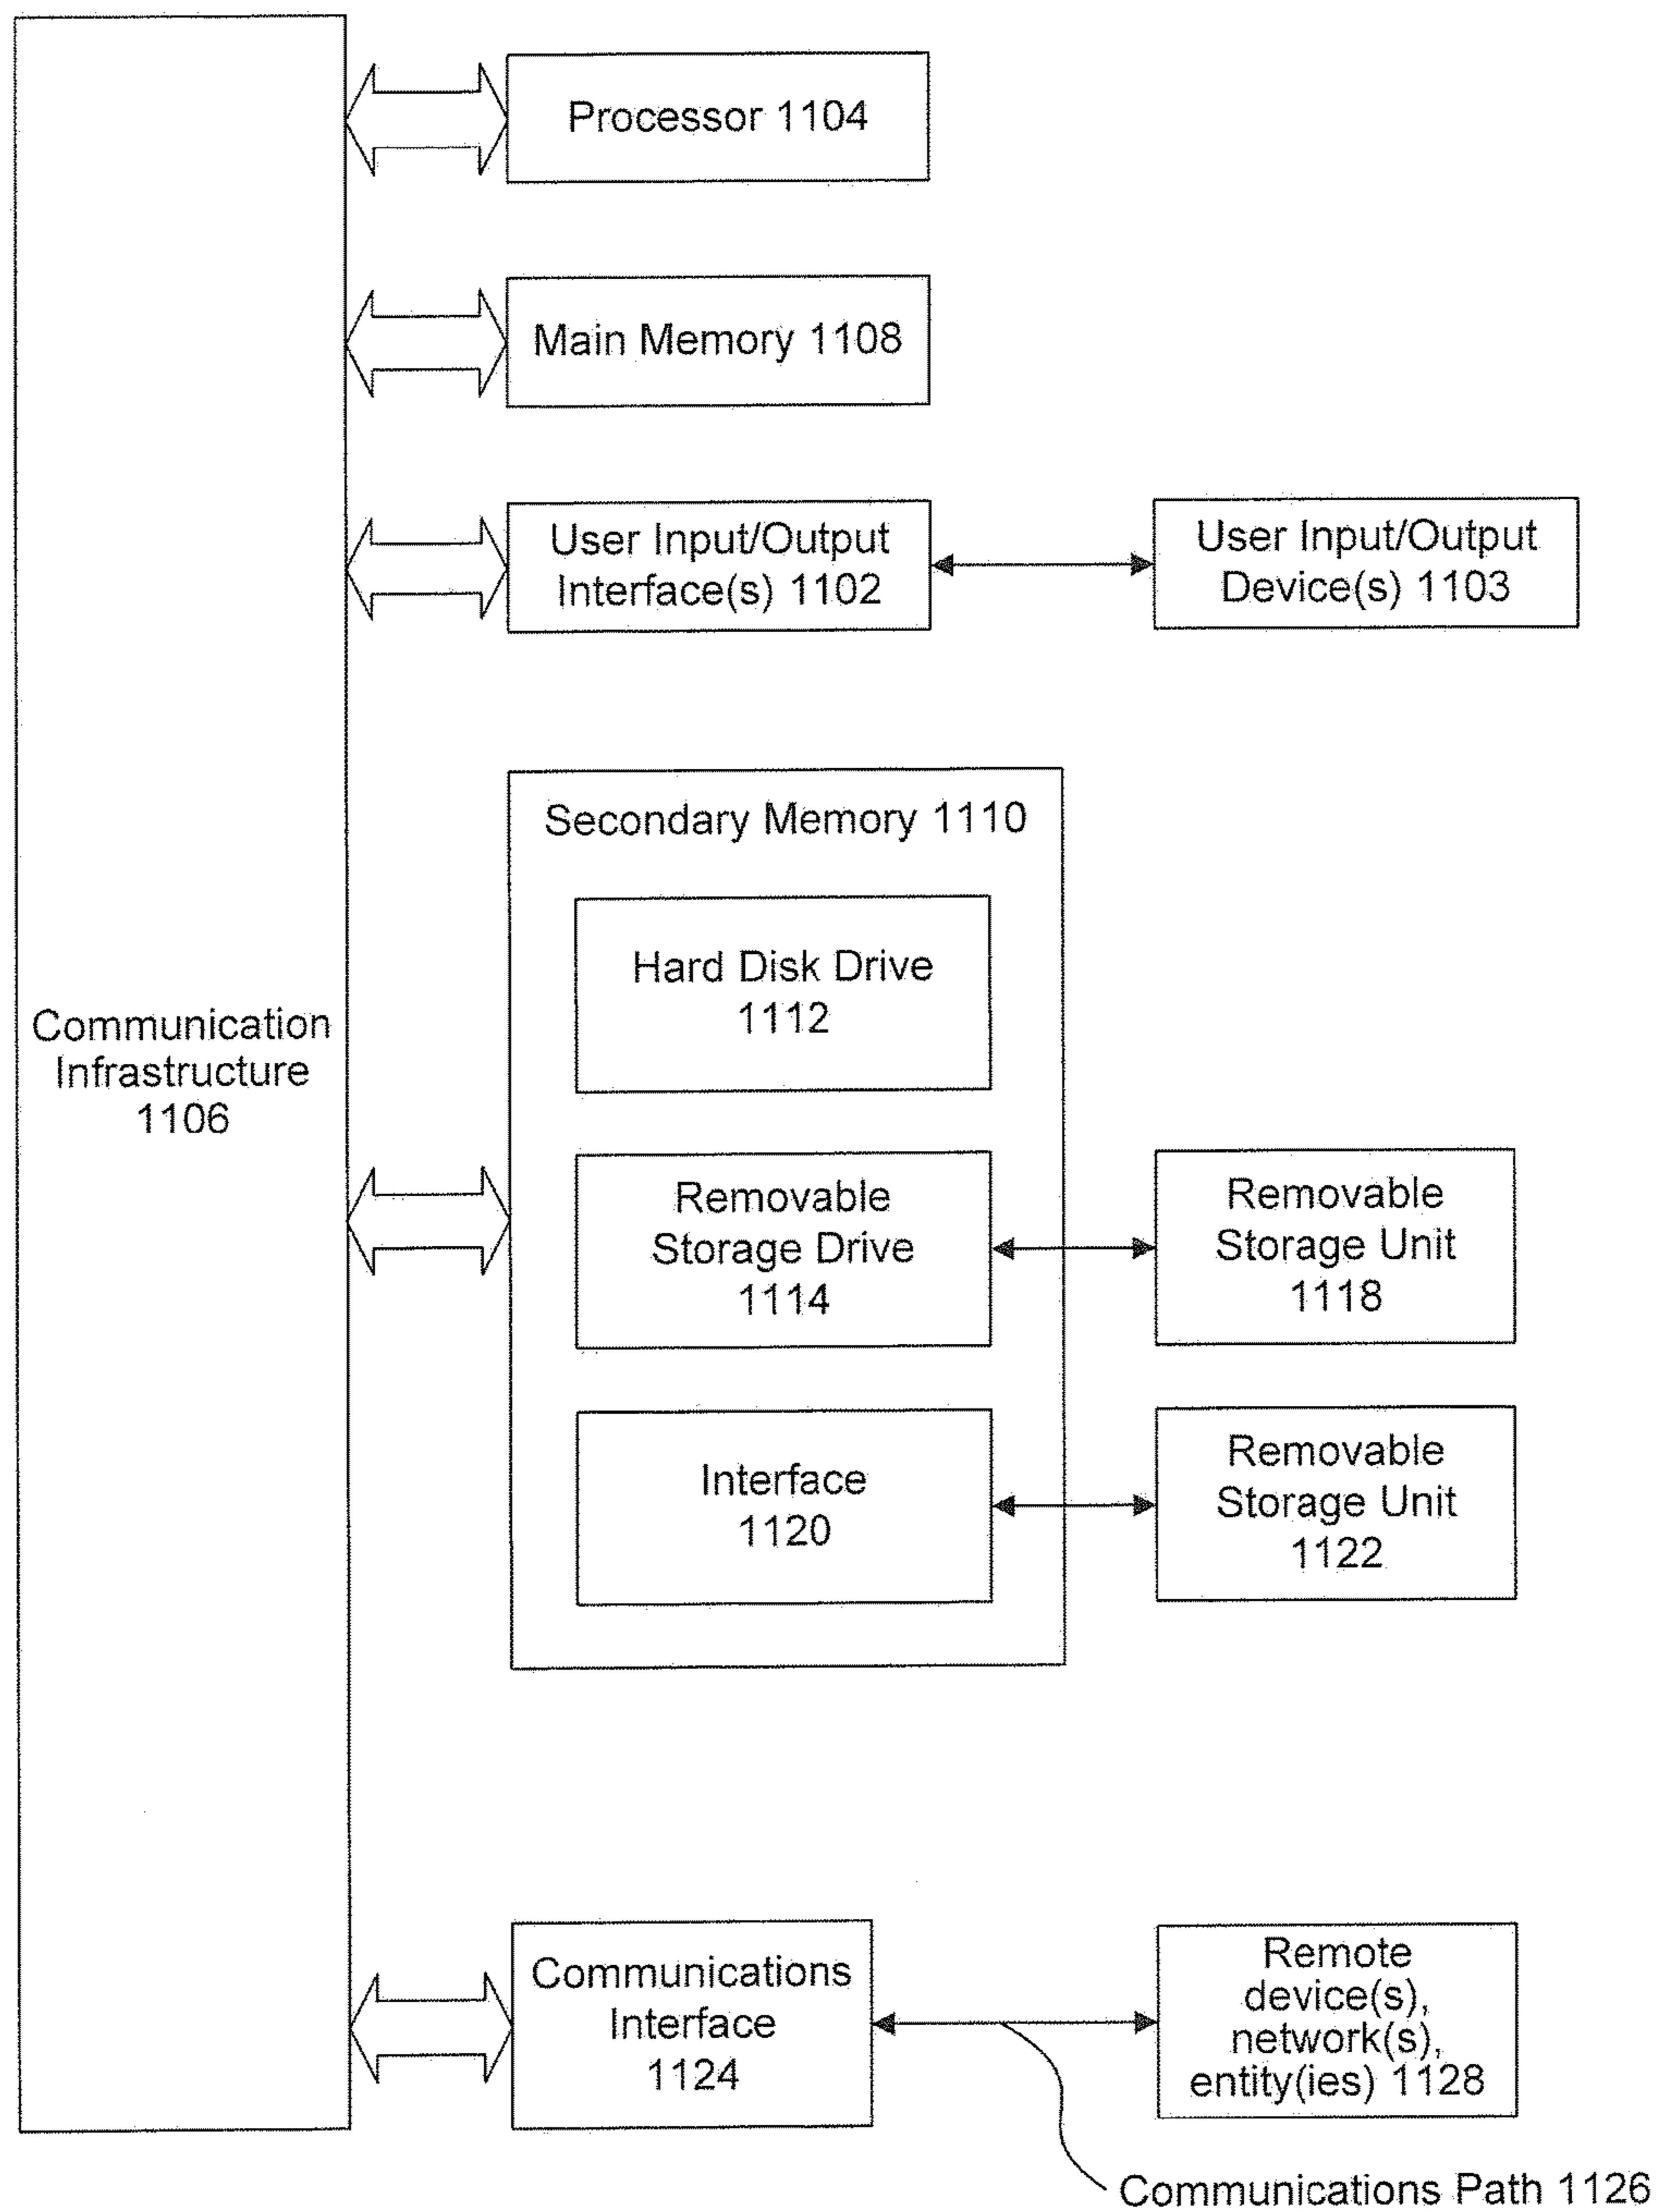 Processor 1104
Main Memory 1108
User Input/Output
Interface(s) 1102
User Input/Output
Device(s) 1103
Secondary Memory 1110
Hard Disk Drive
1112
Communication
Infrastructure
1106
Removable
Storage Drive
1114
Removable
Storage Unit
1118
Interface
1120
Removable
Storage Unit
1122
Communications
Interface
1124
Remote
device(s),
network(s),
entity(ies) 1128
Communications Path 1126